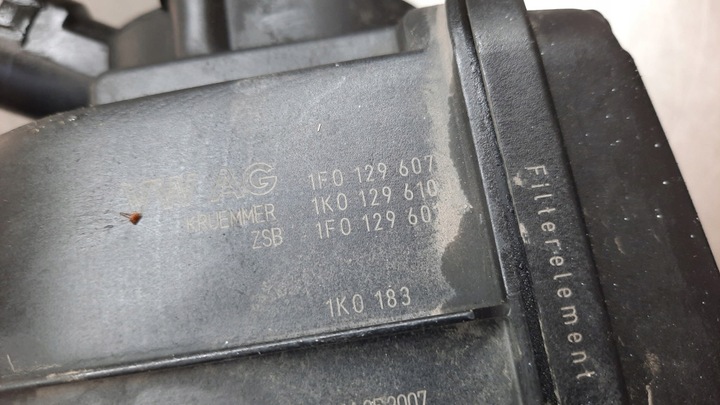 AG 1F0 129 607
KRUEMMER 1K0 129 610
ZSB 1F0 129 60
1K0 183
Filterelement